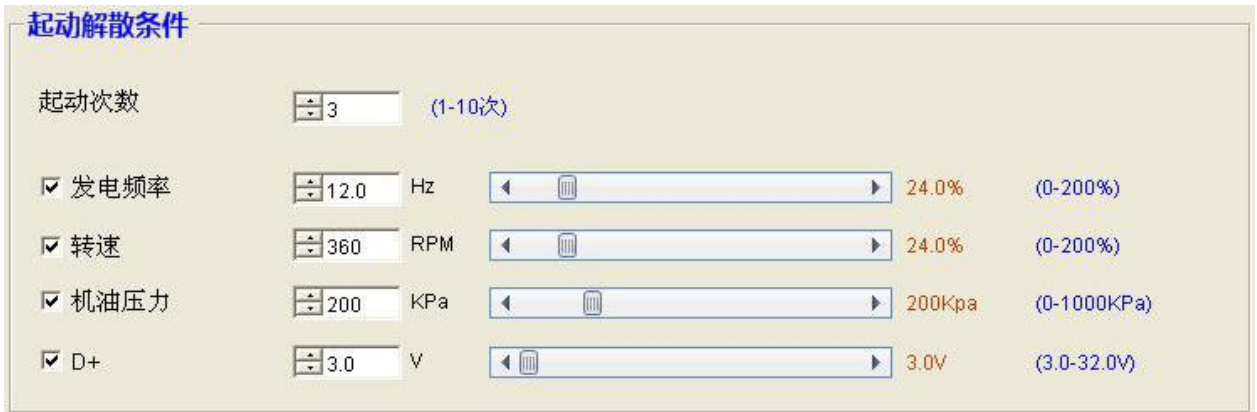 起动解散条件
起动次数 3 (1-10次)
发电频率 12.0 Hz 24.0% (0-200%)
转速 360 RPM 24.0% (0-200%)
机油压力 200 KPa 200Kpa (0-1000KPa)
D+ 3.0 V 3.0V (3.0-32.0V)